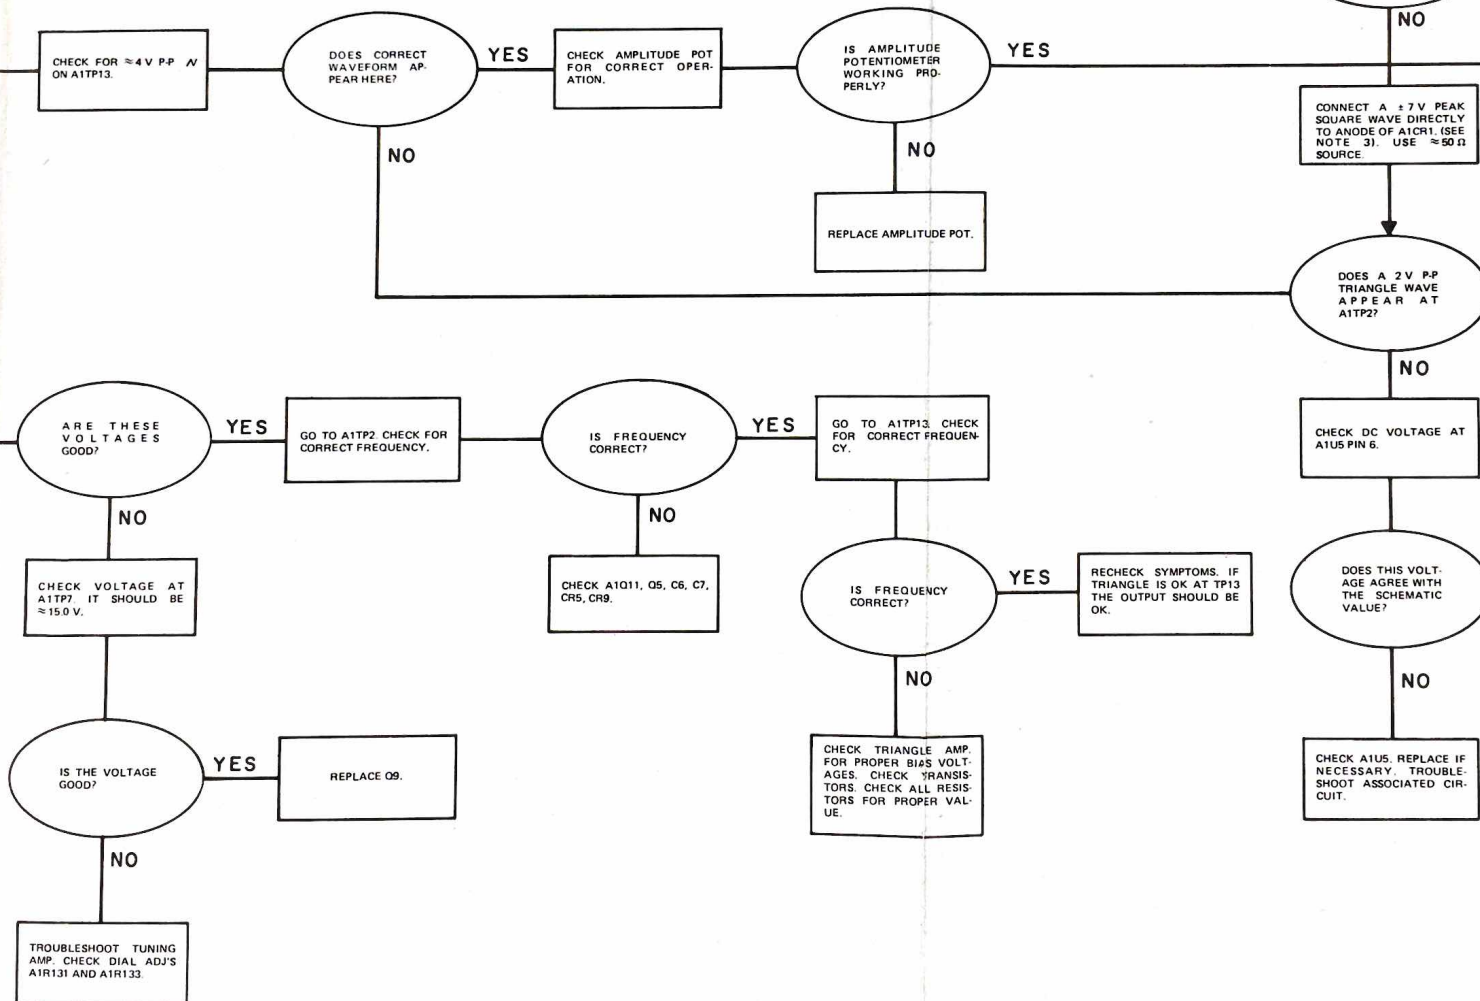 NO
CHECK FOR ≈4 V P-P ∿
ON A1TP13.
DOES CORRECT
WAVEFORM AP-
PEAR HERE?
YES
CHECK AMPLITUDE POT
FOR CORRECT OPER-
ATION.
IS AMPLITUDE
POTENTIOMETER
WORKING PRO-
PERLY?
YES
CONNECT A ±7 V PEAK
SQUARE WAVE DIRECTLY
TO ANODE OF A1CR1. (SEE
NOTE 3). USE ≈50 Ω
SOURCE.
NO
NO
REPLACE AMPLITUDE POT.
DOES A 2 V P-P
TRIANGLE WAVE
APPEAR AT
A1TP2?
NO
ARE THESE
VOLTAGES
GOOD?
YES
GO TO A1TP2. CHECK FOR
CORRECT FREQUENCY.
IS FREQUENCY
CORRECT?
YES
GO TO A1TP13. CHECK
FOR CORRECT FREQUEN-
CY.
CHECK DC VOLTAGE AT
A1U5 PIN 6.
NO
NO
CHECK VOLTAGE AT
A1TP7. IT SHOULD BE
≈15.0 V.
CHECK A1Q11, Q5, C6, C7,
CR5, CR9.
IS FREQUENCY
CORRECT?
YES
RECHECK SYMPTOMS. IF
TRIANGLE IS OK AT TP13
THE OUTPUT SHOULD BE
OK.
DOES THIS VOLT-
AGE AGREE WITH
THE SCHEMATIC
VALUE?
NO
NO
IS THE VOLTAGE
GOOD?
YES
REPLACE Q9.
CHECK TRIANGLE AMP.
FOR PROPER BIAS VOLT-
AGES. CHECK TRANSIS-
TORS. CHECK ALL RESIS-
TORS FOR PROPER VAL-
UE.
CHECK A1U5. REPLACE IF
NECESSARY. TROUBLE-
SHOOT ASSOCIATED CIR-
CUIT.
NO
TROUBLESHOOT TUNING
AMP. CHECK DIAL ADJ'S
A1R131 AND A1R133.